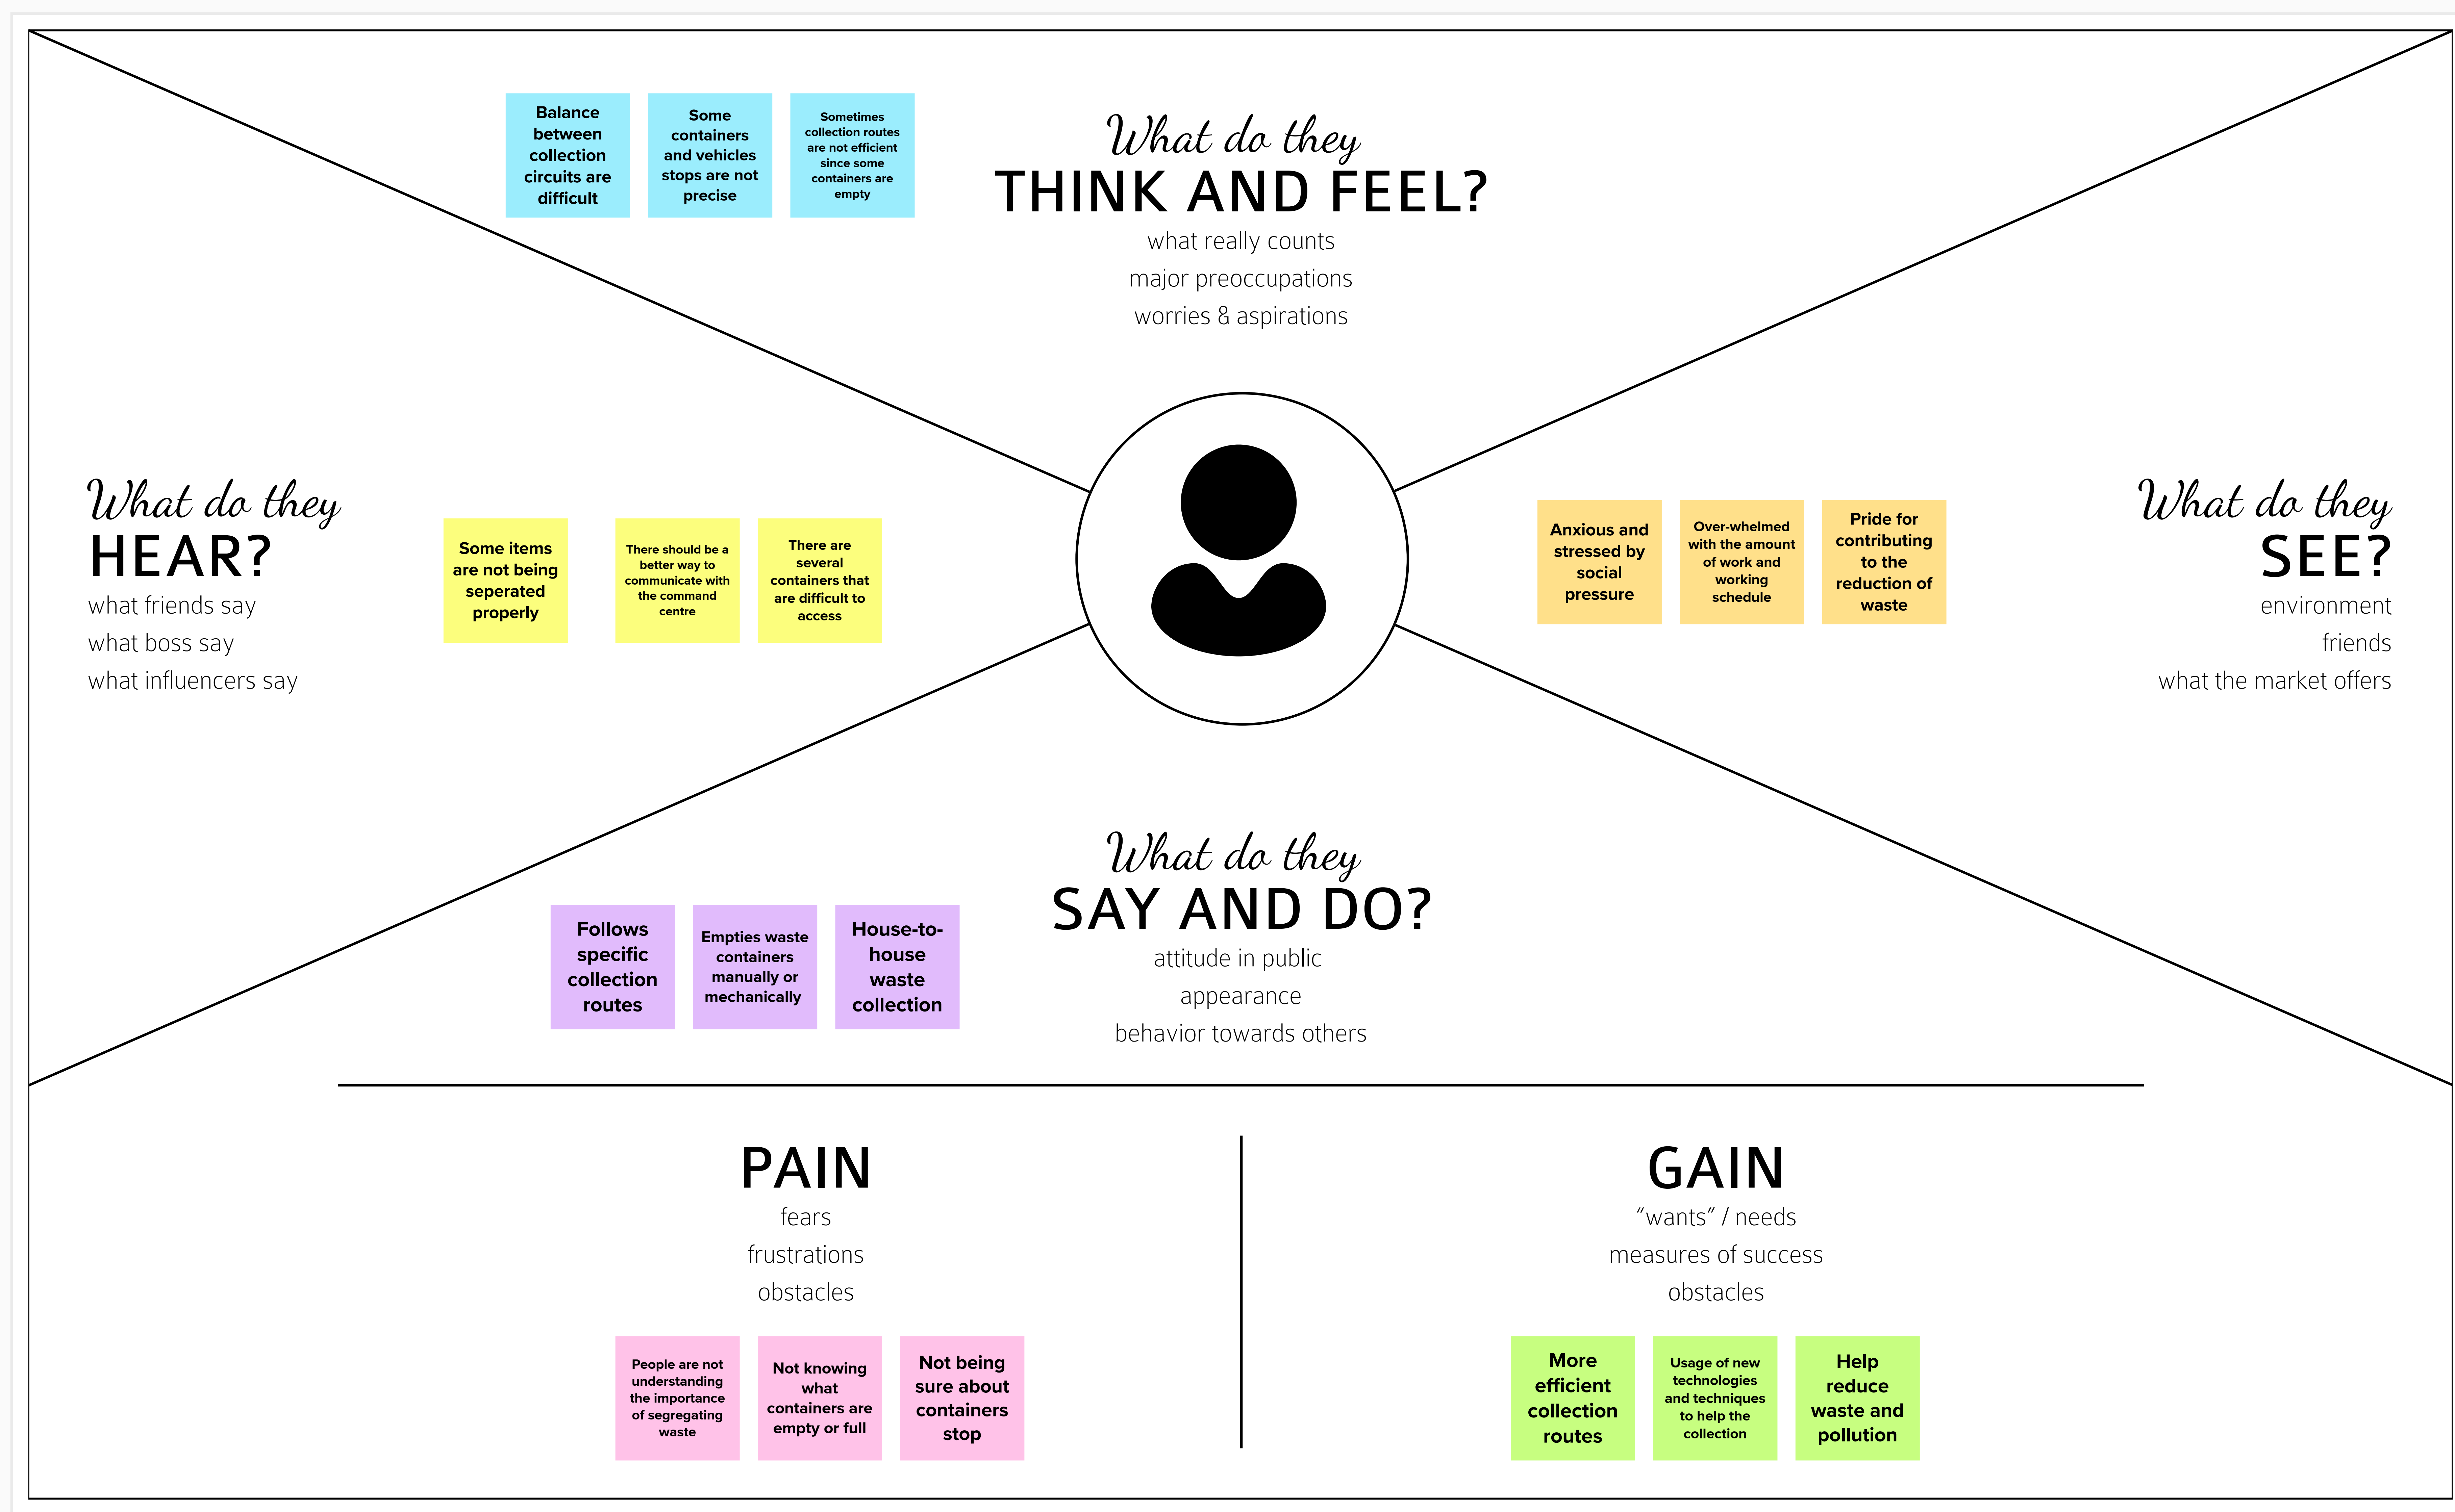 Balance
between
collection
circuits are
difficult
Some
containers
and vehicles
stops are not
precise
Sometimes
collection routes
are not efficient
since some
containers are
empty
What do they
THINK AND FEEL?
what really counts
major preoccupations
worries & aspirations
What do they
HEAR?
what friends say
what boss say
what influencers say
Some items
are not being
seperated
properly
There should be a
better way to
communicate with
the command
centre
There are
several
containers that
are difficult to
access
Anxious and
stressed by
social
pressure
Over-whelmed
with the amount
of work and
working
schedule
Pride for
contributing
to the
reduction of
waste
What do they
SEE?
environment
friends
what the market offers
What do they
SAY AND DO?
attitude in public
appearance
behavior towards others
Follows
specific
collection
routes
Empties waste
containers
manually or
mechanically
House-to-
house
waste
collection
PAIN
fears
frustrations
obstacles
People are not
understanding
the importance
of segregating
waste
Not knowing
what
containers are
empty or full
Not being
sure about
containers
stop
GAIN
“wants” / needs
measures of success
obstacles
More
efficient
collection
routes
Usage of new
technologies
and techniques
to help the
collection
Help
reduce
waste and
pollution